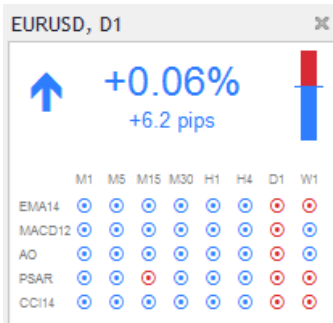 EURUSD, D1
+0.06%
+6.2 pips
M1 M5 M15 M30 H1 H4 D1 W1
EMA14
MACD12
AO
PSAR
CCI14